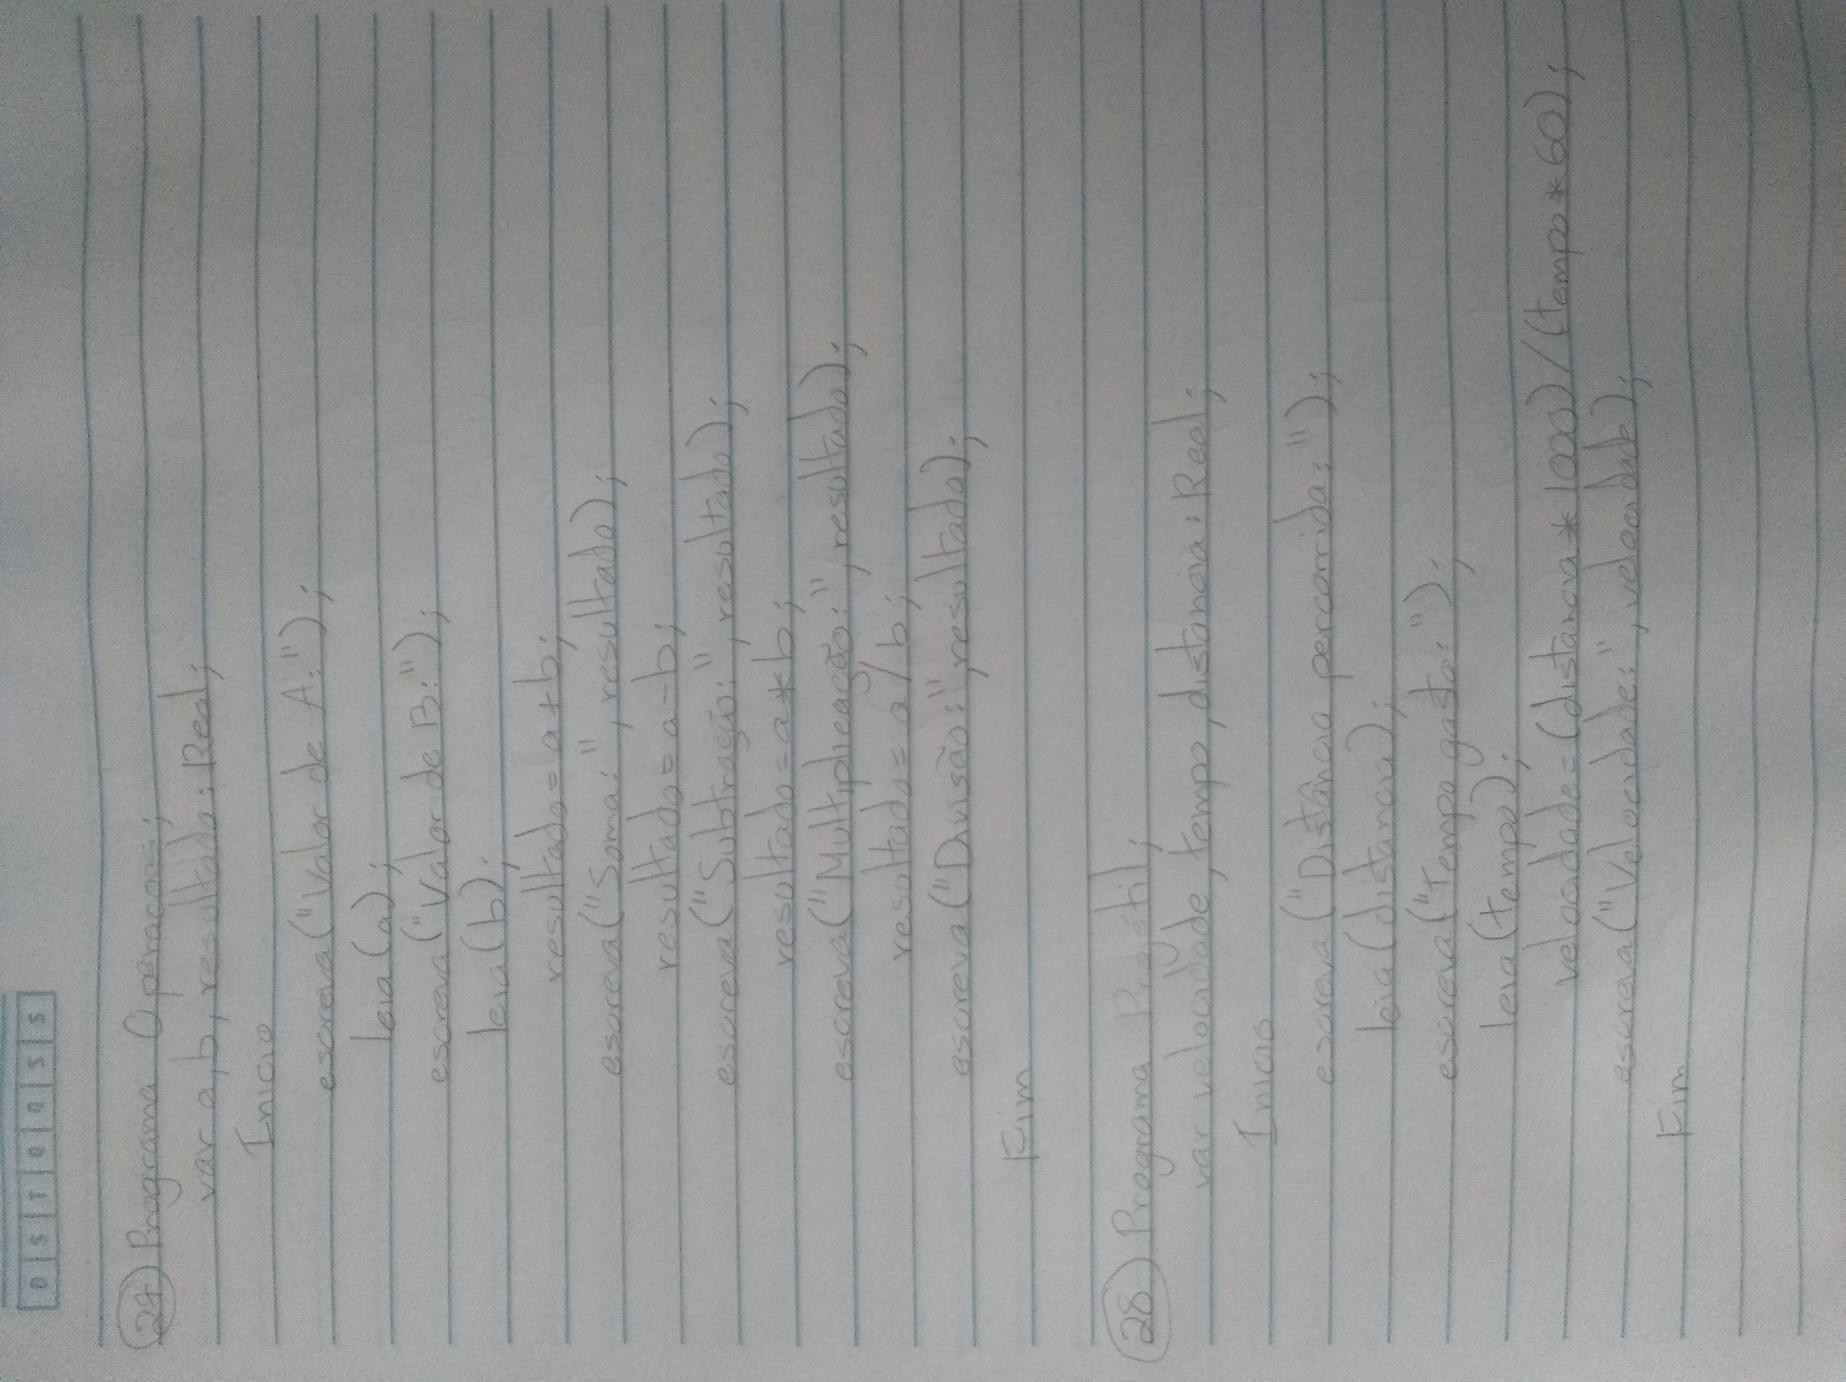 D S T Q Q S S
27) Programa Operacoes;
var a, b, resultado: Real;
Inicio
escreva("Valor de A:");
leia(a);
escreva("Valor de B:");
leia(b);
resultado = a + b;
escreva("Soma:", resultado);
resultado = a - b;
escreva("Subtração:", resultado);
resultado = a * b;
escreva("Multiplicação:", resultado);
resultado = a / b;
escreva("Divisão:", resultado);
Fim
28) Programa Projétil;
var velocidade, tempo, distancia: Real;
Inicio
escreva("Distância percorrida:");
leia(distancia);
escreva("Tempo gasto:");
leia(tempo);
velocidade = (distancia * 1000) / (tempo * 60);
escreva("Velocidade:", velocidade);
Fim